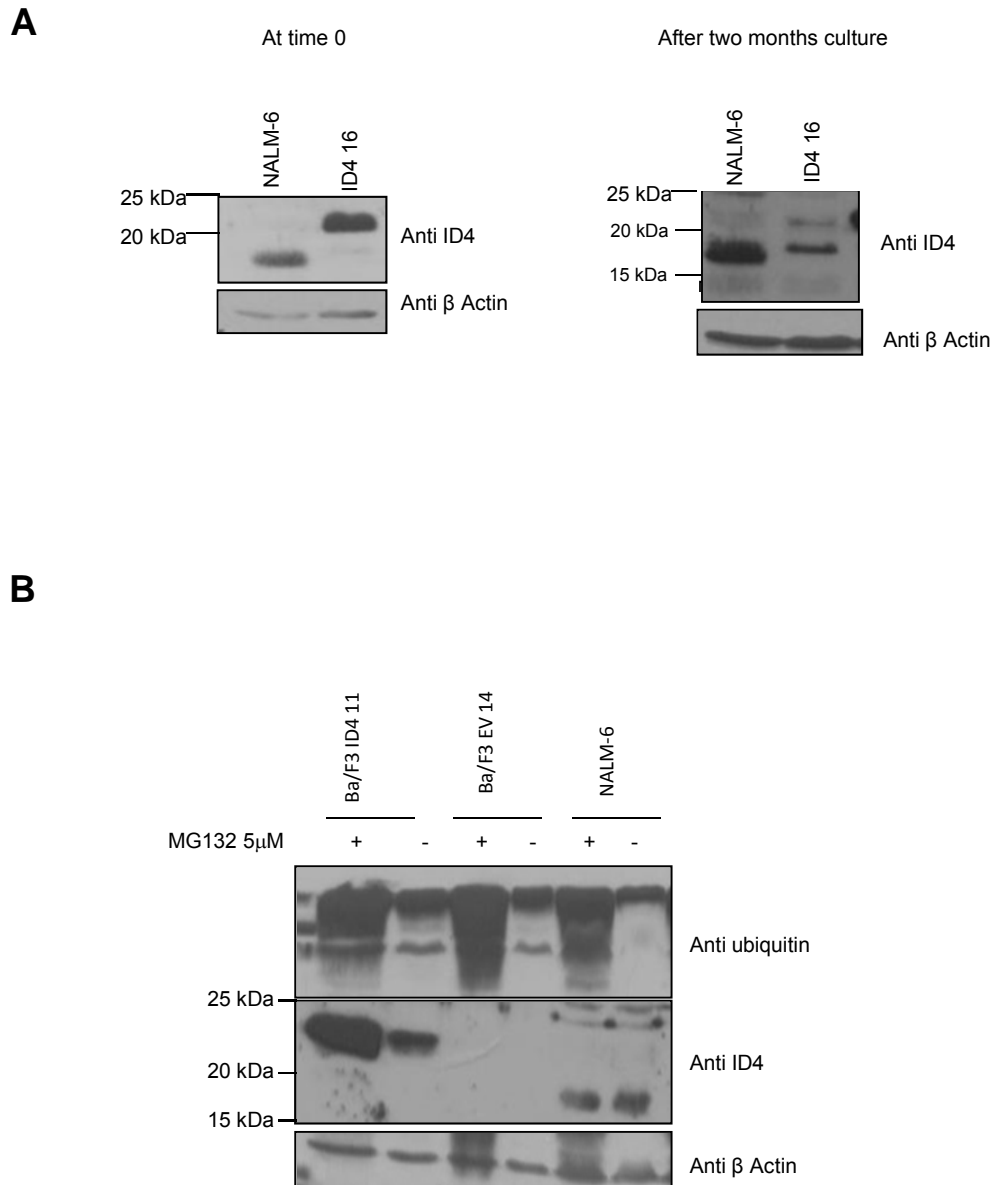 A
At time 0
After two months culture
NALM-6
ID4 16
25 kDa
20 kDa
Anti ID4
Anti β Actin
NALM-6
ID4 16
25 kDa
20 kDa
15 kDa
Anti ID4
Anti β Actin
B
Ba/F3 ID4 11
Ba/F3 EV 14
NALM-6
MG132 5μM + - + - + -
Anti ubiquitin
25 kDa
20 kDa
15 kDa
Anti ID4
Anti β Actin